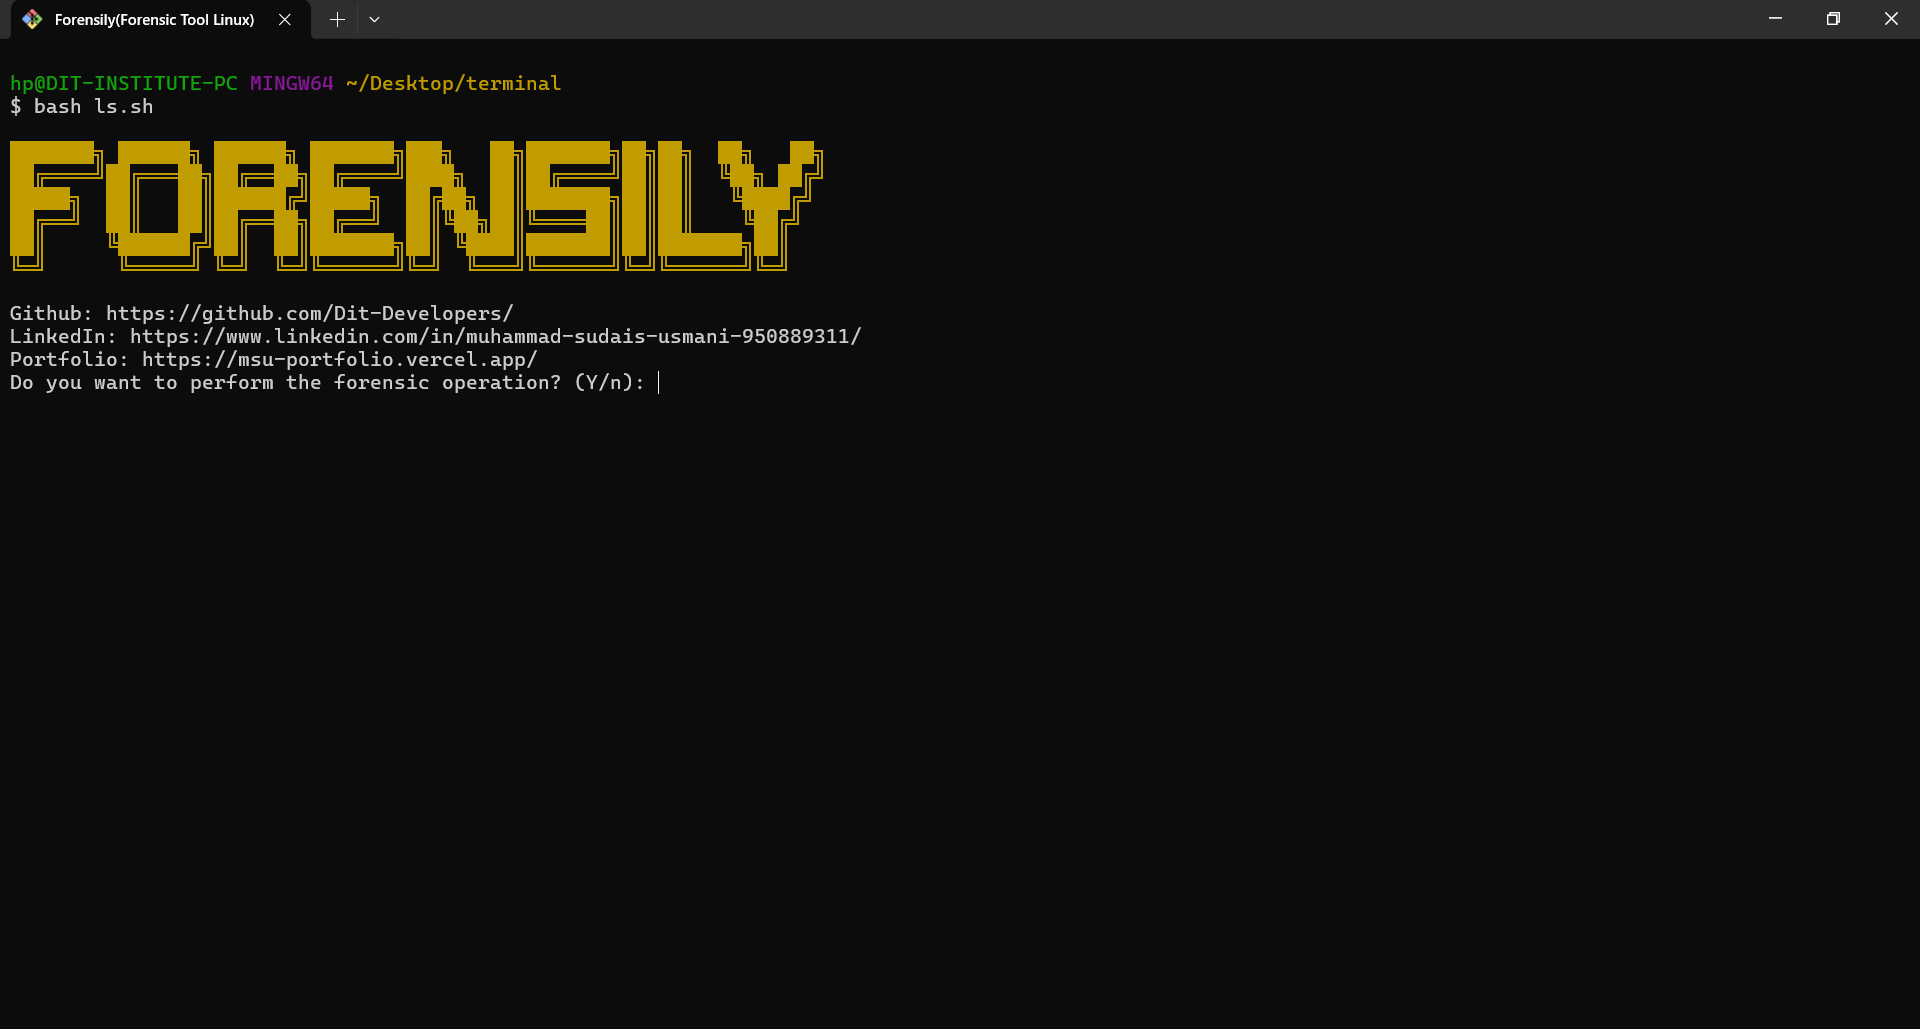 Forensily(Forensic Tool Linux)
hp@DIT-INSTITUTE-PC MINGW64 ~/Desktop/terminal
$ bash ls.sh
FORENSILY
Github: https://github.com/Dit-Developers/
LinkedIn: https://www.linkedin.com/in/muhammad-sudais-usmani-950889311/
Portfolio: https://msu-portfolio.vercel.app/
Do you want to perform the forensic operation? (Y/n):